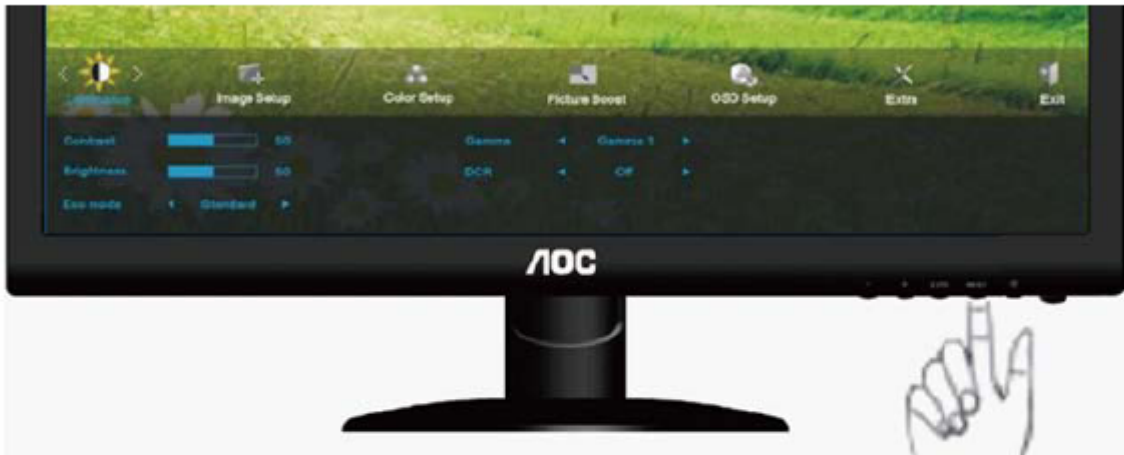 Luminance Image Setup Color Setup Picture Boost OSD Setup Extra Exit
Contrast 50 Gamma Gamma 1
Brightness 50 DCR Off
Eco mode Standard
AOC
- +